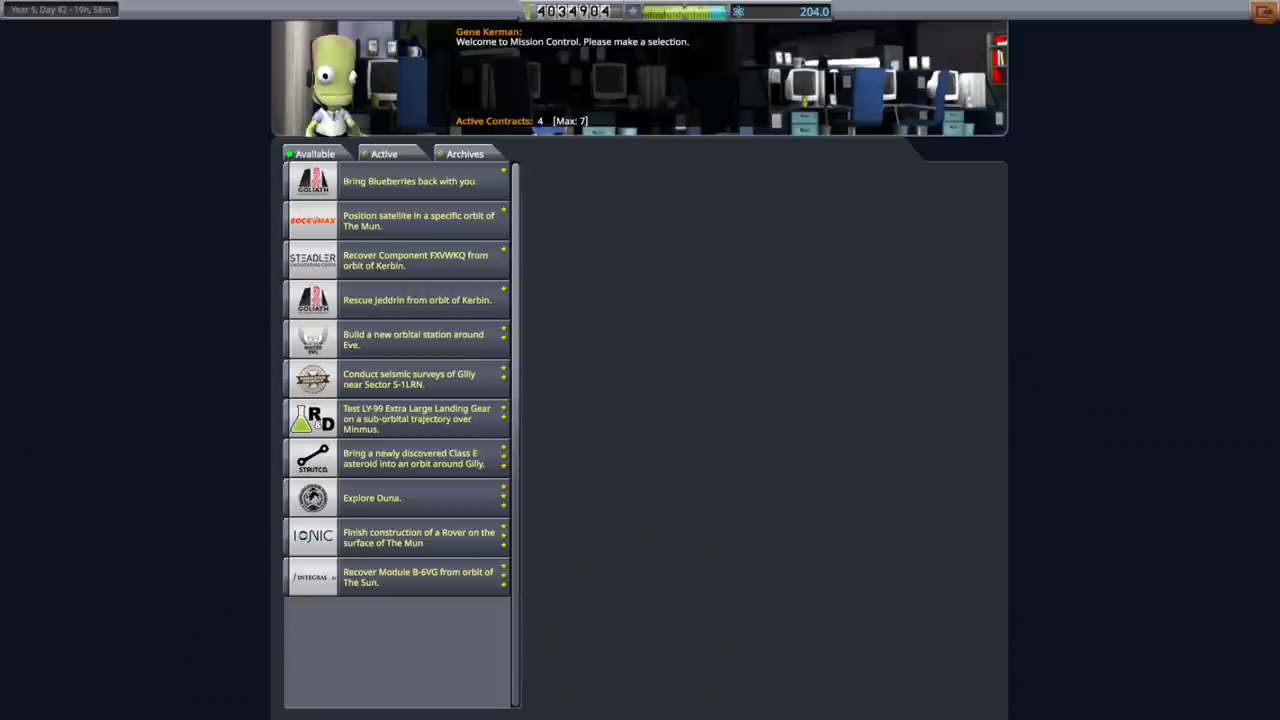 Year 5, Day 82 - 19h, 58m
4034904
204.0
Gene Kerman:
Welcome to Mission Control. Please make a selection.
Active Contracts: 4 [Max: 7]
Available
Active
Archives
GOLIATH
Bring Blueberries back with you.
ROCKOMAX
Position satellite in a specific orbit of
The Mun.
STEADLER
ENGINEERING CORPS
Recover Component FXVWKQ from
orbit of Kerbin.
GOLIATH
Rescue Jeddrin from orbit of Kerbin.
WINTER
OWL
Build a new orbital station around
Eve.
Conduct seismic surveys of Gilly
near Sector S-1LRN.
R&D
Test LY-99 Extra Large Landing Gear
on a sub-orbital trajectory over
Minmus.
STRUTCO.
Bring a newly discovered Class E
asteroid into an orbit around Gilly.
Explore Duna.
IONIC
Finish construction of a Rover on the
surface of The Mun
INTEGRAL
Recover Module B-6VG from orbit of
The Sun.